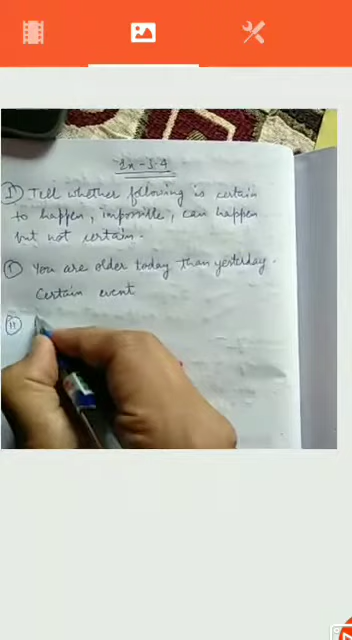 Ex - 3.4
① Tell whether following is certain
to happen, impossible, can happen
but not certain.
(i) You are older today than yesterday.
Certain event
(ii)